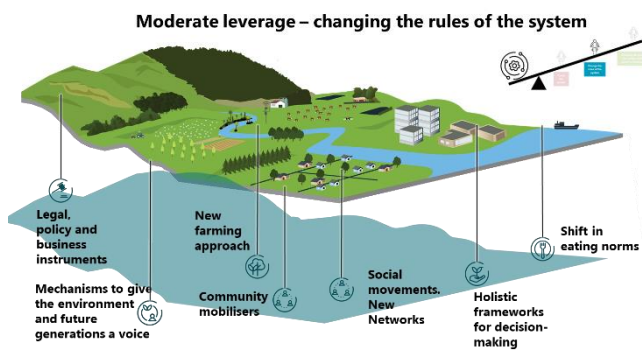 Moderate leverage – changing the rules of the system
Legal,
policy and
business
instruments
Mechanisms to give
the environment
and future
generations a voice
New
farming
approach
Community
mobilisers
Social
movements.
New
Networks
Holistic
frameworks
for decision-
making
Shift in
eating norms